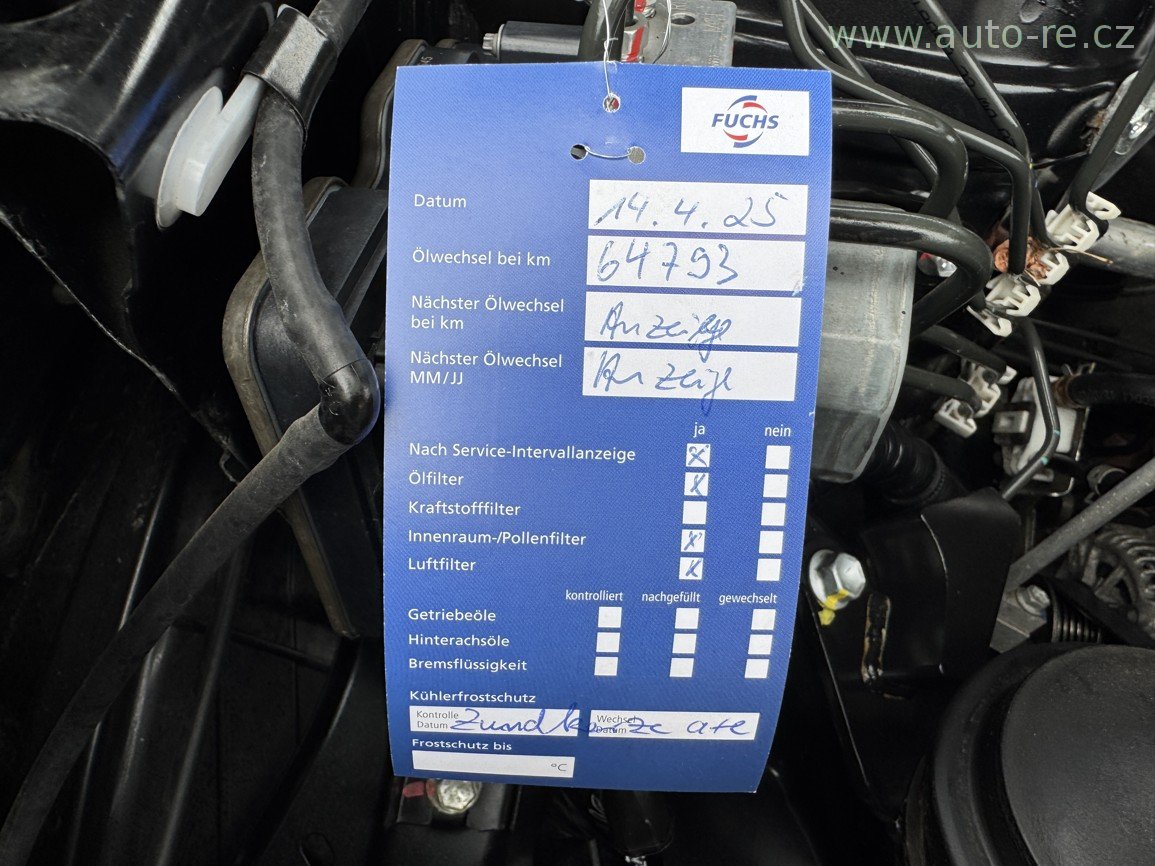 www.auto-re.cz
FUCHS
Datum 14.4.25
Ölwechsel bei km 64793
Nächster Ölwechsel
bei km Anzeige
Nächster Ölwechsel
MM/JJ Anzeige
ja nein
Nach Service-Intervallanzeige
Ölfilter
Kraftstofffilter
Innenraum-/Pollenfilter
Luftfilter
kontrolliert nachgefüllt gewechselt
Getriebeöle
Hinterachsöle
Bremsflüssigkeit
Kühlerfrostschutz
Kontrolle Wechsel
Datum Datum
Frostschutz bis
°C